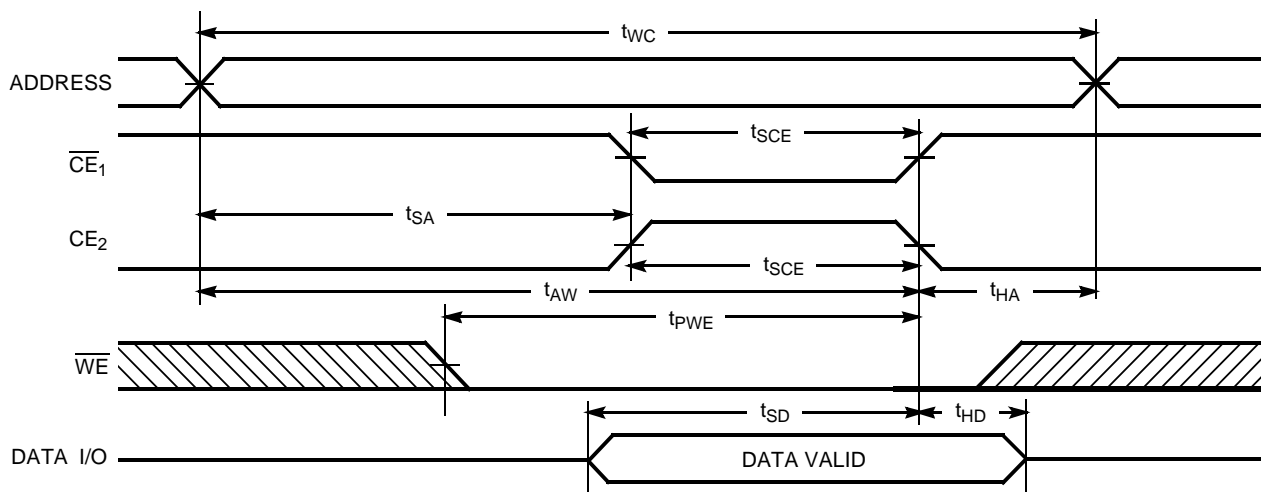 tWC
ADDRESS
tSCE
CE1
tSA
CE2
tSCE
tAW
tHA
tPWE
WE
tSD
tHD
DATA I/O
DATA VALID